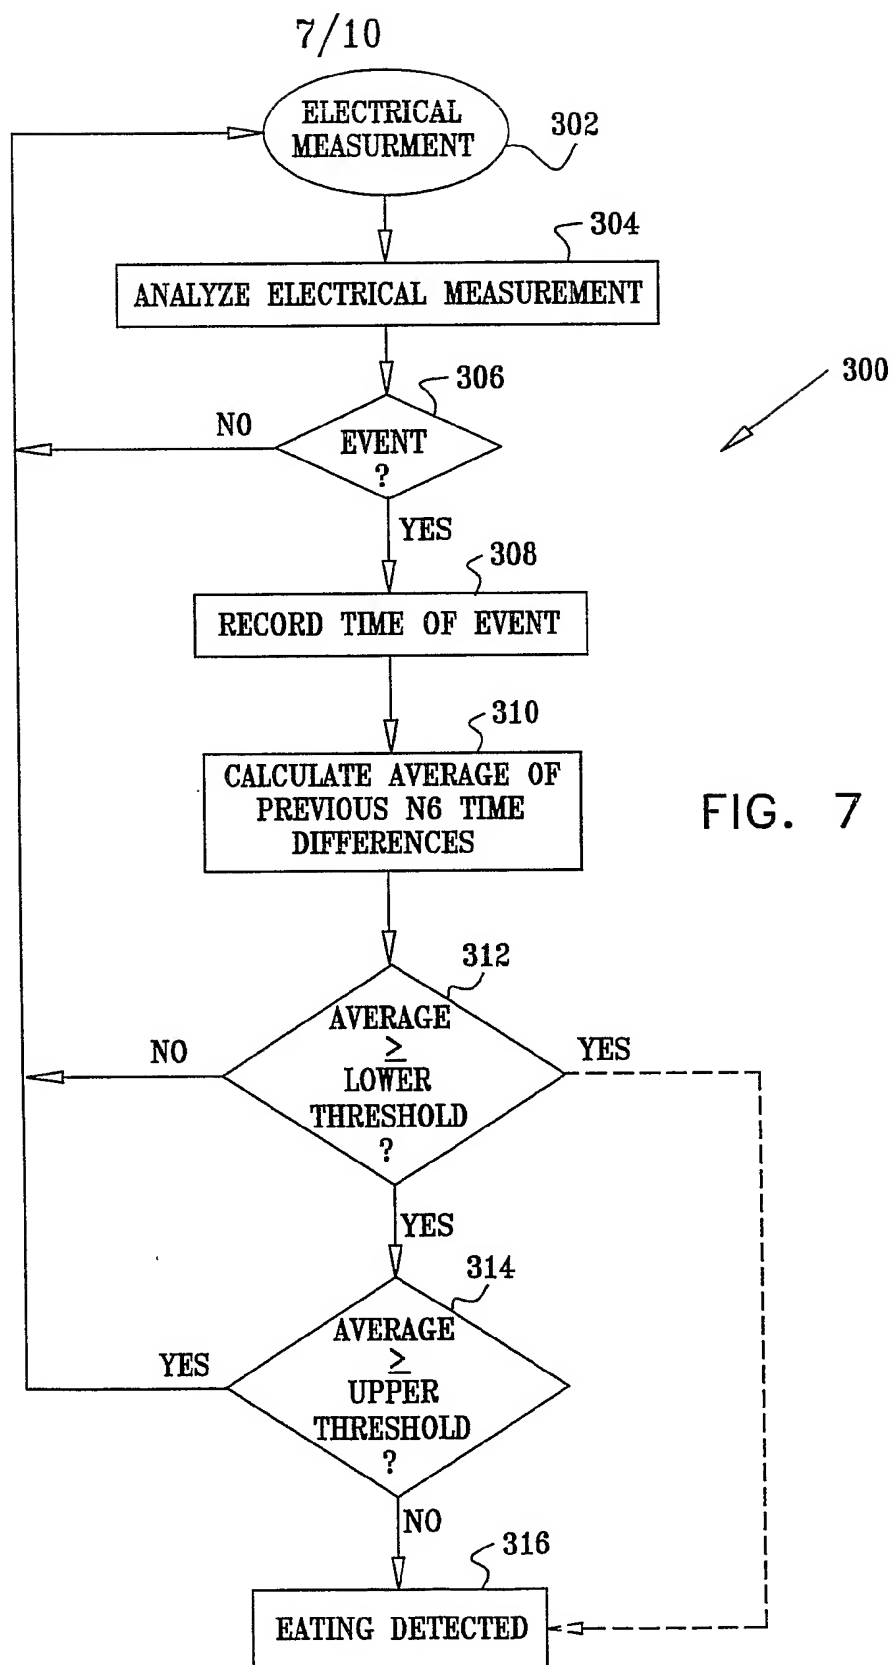 7/10
ELECTRICAL
MEASURMENT
302
304
ANALYZE ELECTRICAL MEASUREMENT
306
300
NO
EVENT
?
YES
308
RECORD TIME OF EVENT
310
CALCULATE AVERAGE OF
PREVIOUS N6 TIME
DIFFERENCES
FIG. 7
312
AVERAGE
≥
LOWER
THRESHOLD
?
NO
YES
YES
314
AVERAGE
≥
UPPER
THRESHOLD
?
YES
NO
316
EATING DETECTED